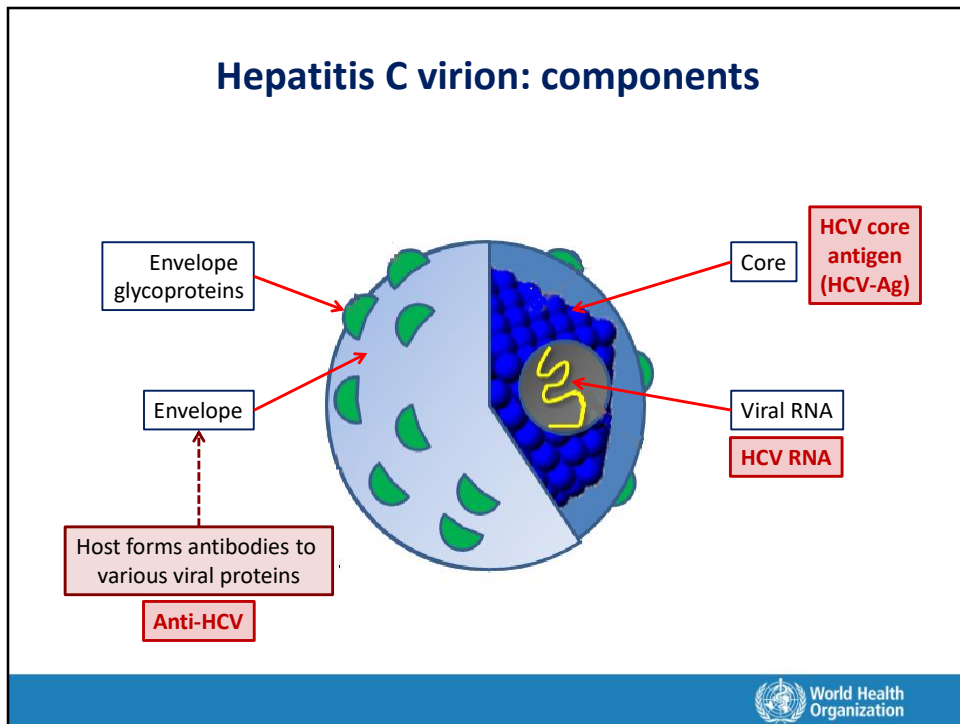 Hepatitis C virion: components
Envelope
glycoproteins
Envelope
Host forms antibodies to
various viral proteins
Anti-HCV
Core
HCV core
antigen
(HCV-Ag)
Viral RNA
HCV RNA
World Health
Organization